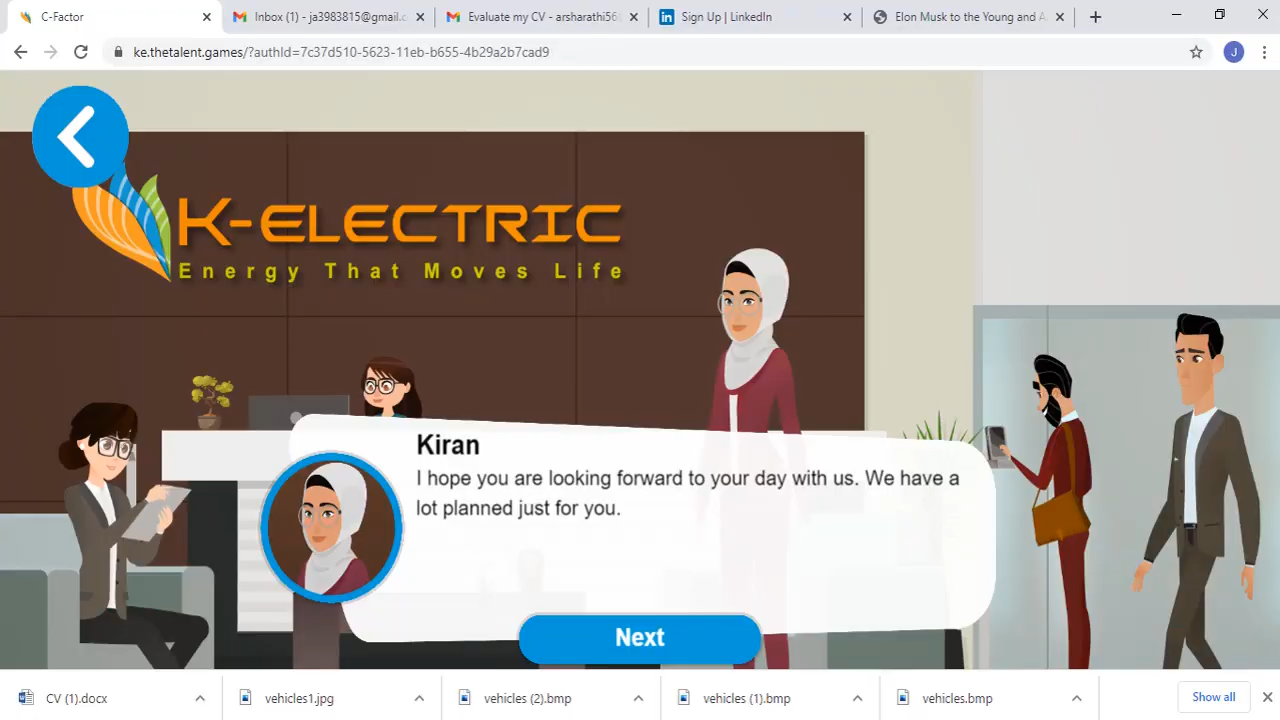 C-Factor
Inbox (1) - ja3983815@gmail.c
Evaluate my CV - arsharathi56
Sign Up | LinkedIn
Elon Musk to the Young and A
ke.thetalent.games/?authId=7c37d510-5623-11eb-b655-4b29a2b7cad9
J
K-ELECTRIC
Energy That Moves Life
Kiran
I hope you are looking forward to your day with us. We have a
lot planned just for you.
Next
CV (1).docx
vehicles1.jpg
vehicles (2).bmp
vehicles (1).bmp
vehicles.bmp
Show all